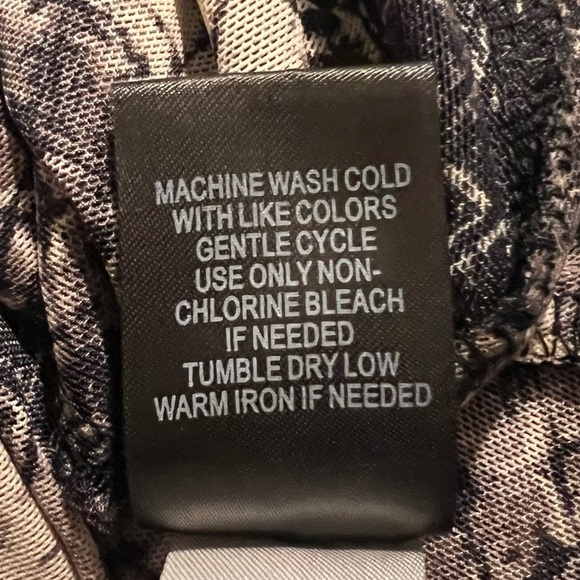 MACHINE WASH COLD
WITH LIKE COLORS
GENTLE CYCLE
USE ONLY NON-
CHLORINE BLEACH
IF NEEDED
TUMBLE DRY LOW
WARM IRON IF NEEDED